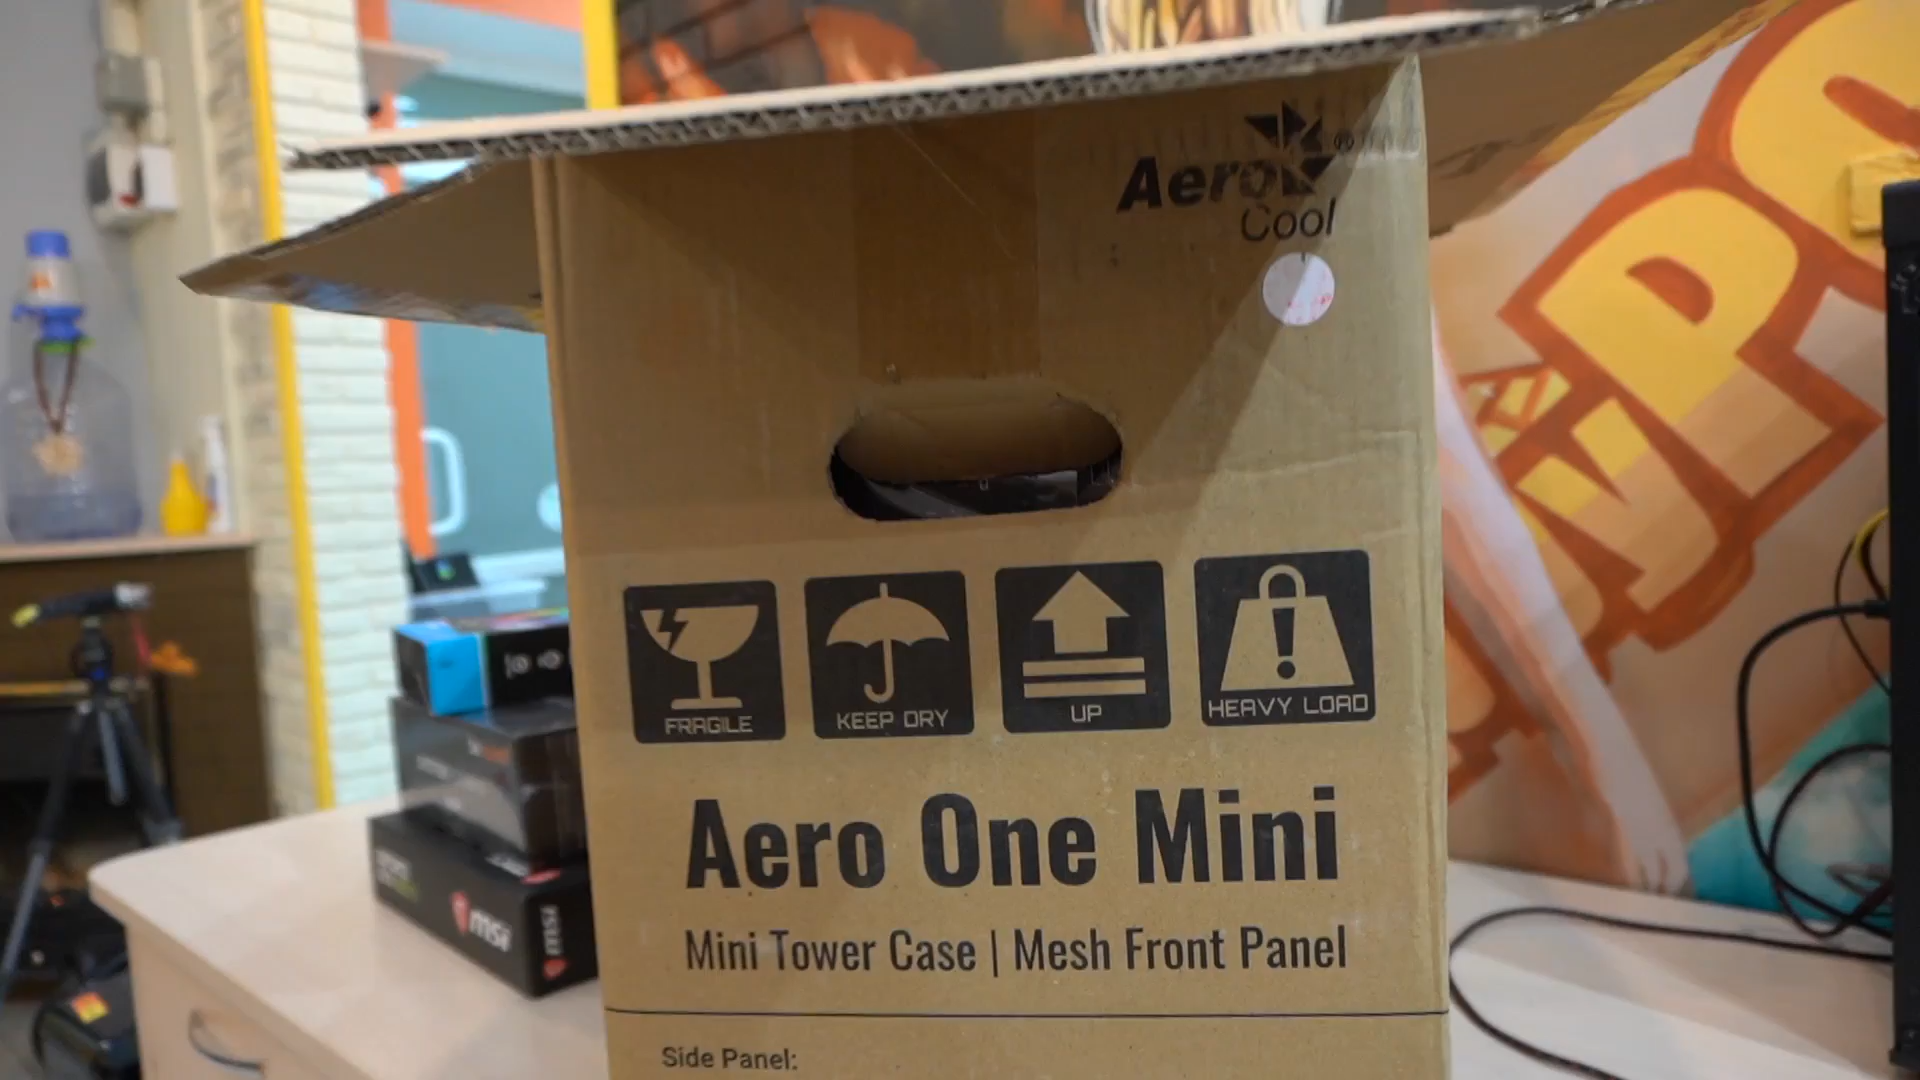 Aero
Cool
FRAGILE
KEEP DRY
UP
HEAVY LOAD
Aero One Mini
Mini Tower Case | Mesh Front Panel
Side Panel:
msi